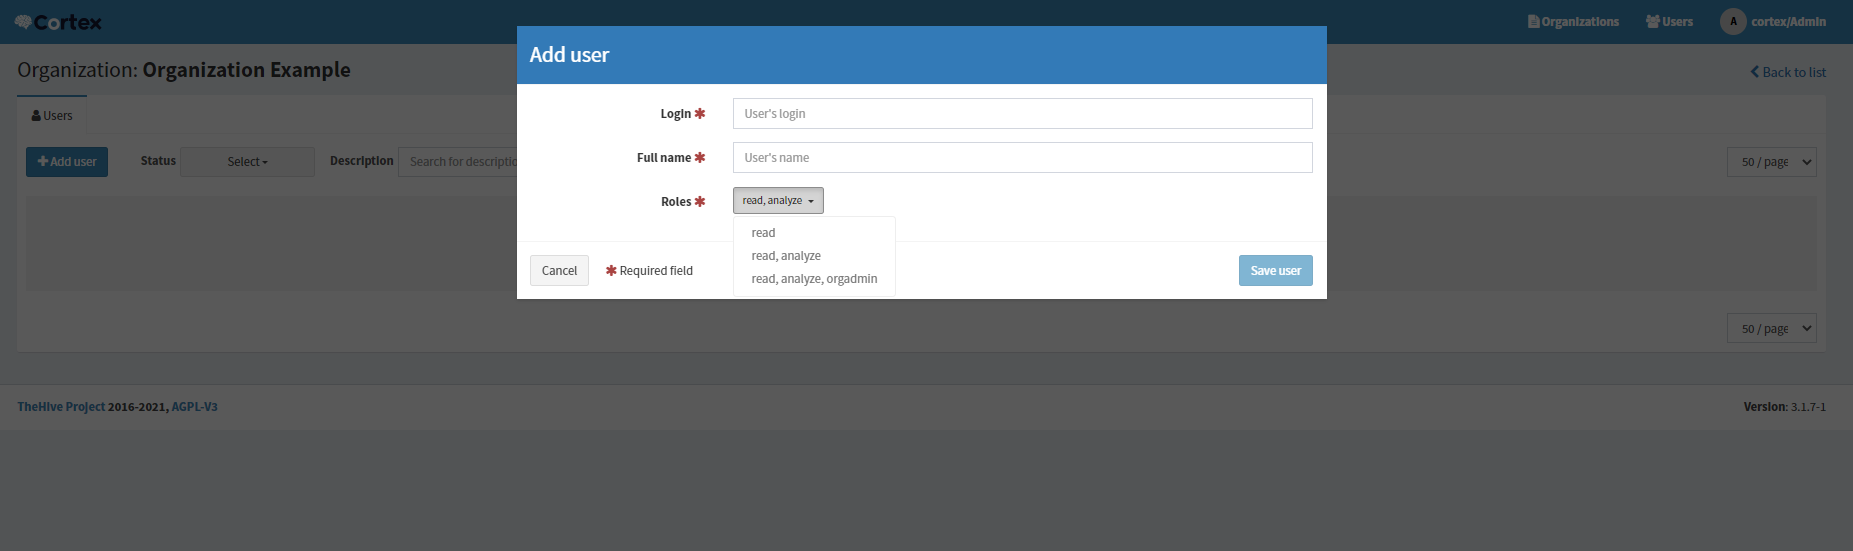 Cortex
Organizations Users A cortex/Admin
Add user
Organization: Organization Example
Back to list
Users
Login ✱ User's login
Full name ✱ User's name
Add user Status Select Description Search for descriptio 50 / page
Roles ✱ read, analyze
read
read, analyze
read, analyze, orgadmin
Cancel ✱ Required field Save user
50 / page
TheHive Project 2016-2021, AGPL-V3 Version: 3.1.7-1